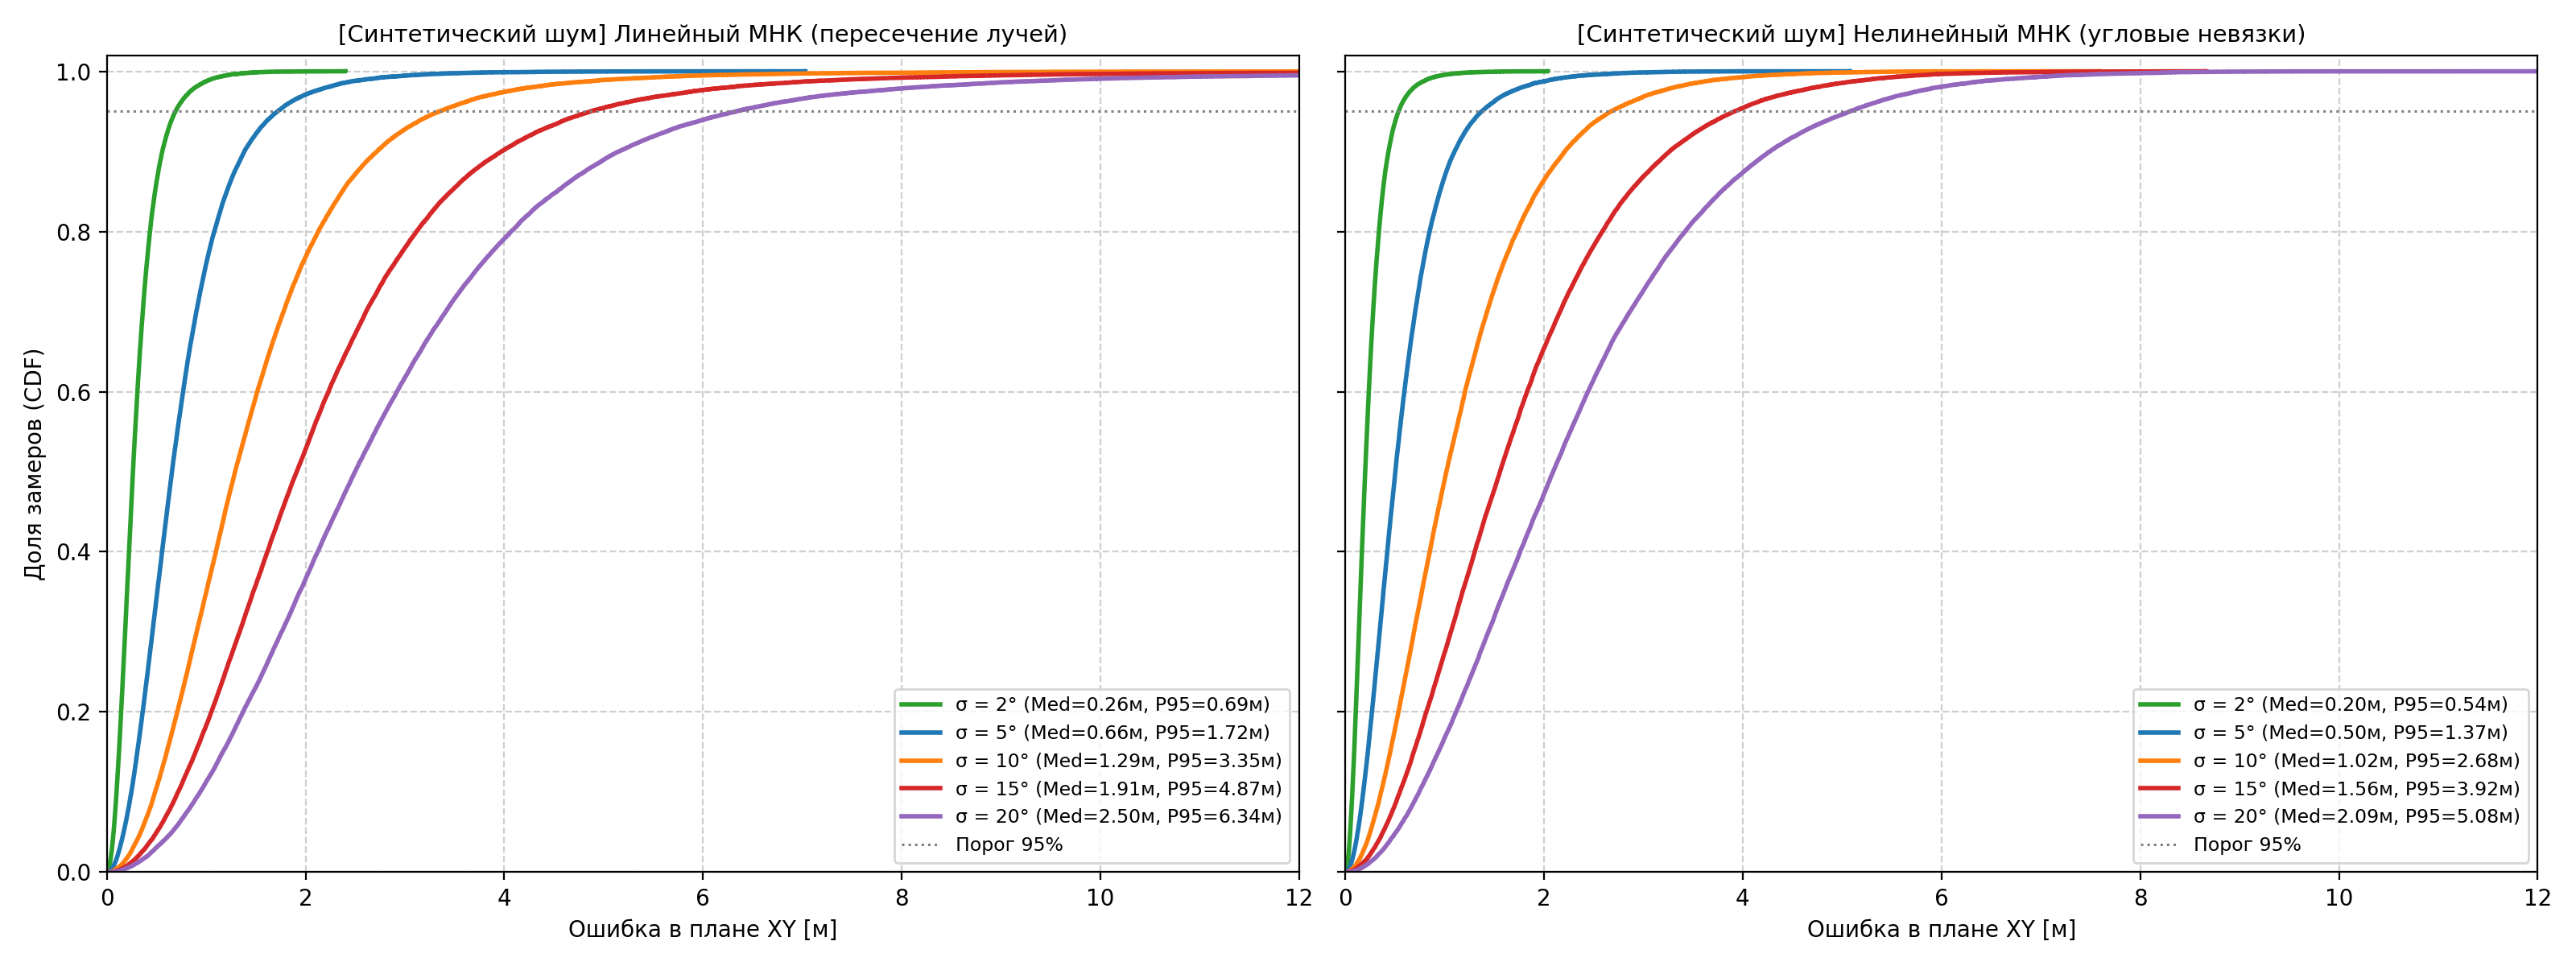 [Синтетический шум] Линейный МНК (пересечение лучей)
1.0
0.8
0.6
0.4
0.2
0.0
Доля замеров (CDF)
0
2
4
6
8
10
12
Ошибка в плане XY [м]
σ = 2° (Med=0.26м, P95=0.69м)
σ = 5° (Med=0.66м, P95=1.72м)
σ = 10° (Med=1.29м, P95=3.35м)
σ = 15° (Med=1.91м, P95=4.87м)
σ = 20° (Med=2.50м, P95=6.34м)
Порог 95%
[Синтетический шум] Нелинейный МНК (угловые невязки)
0
2
4
6
8
10
12
Ошибка в плане XY [м]
σ = 2° (Med=0.20м, P95=0.54м)
σ = 5° (Med=0.50м, P95=1.37м)
σ = 10° (Med=1.02м, P95=2.68м)
σ = 15° (Med=1.56м, P95=3.92м)
σ = 20° (Med=2.09м, P95=5.08м)
Порог 95%